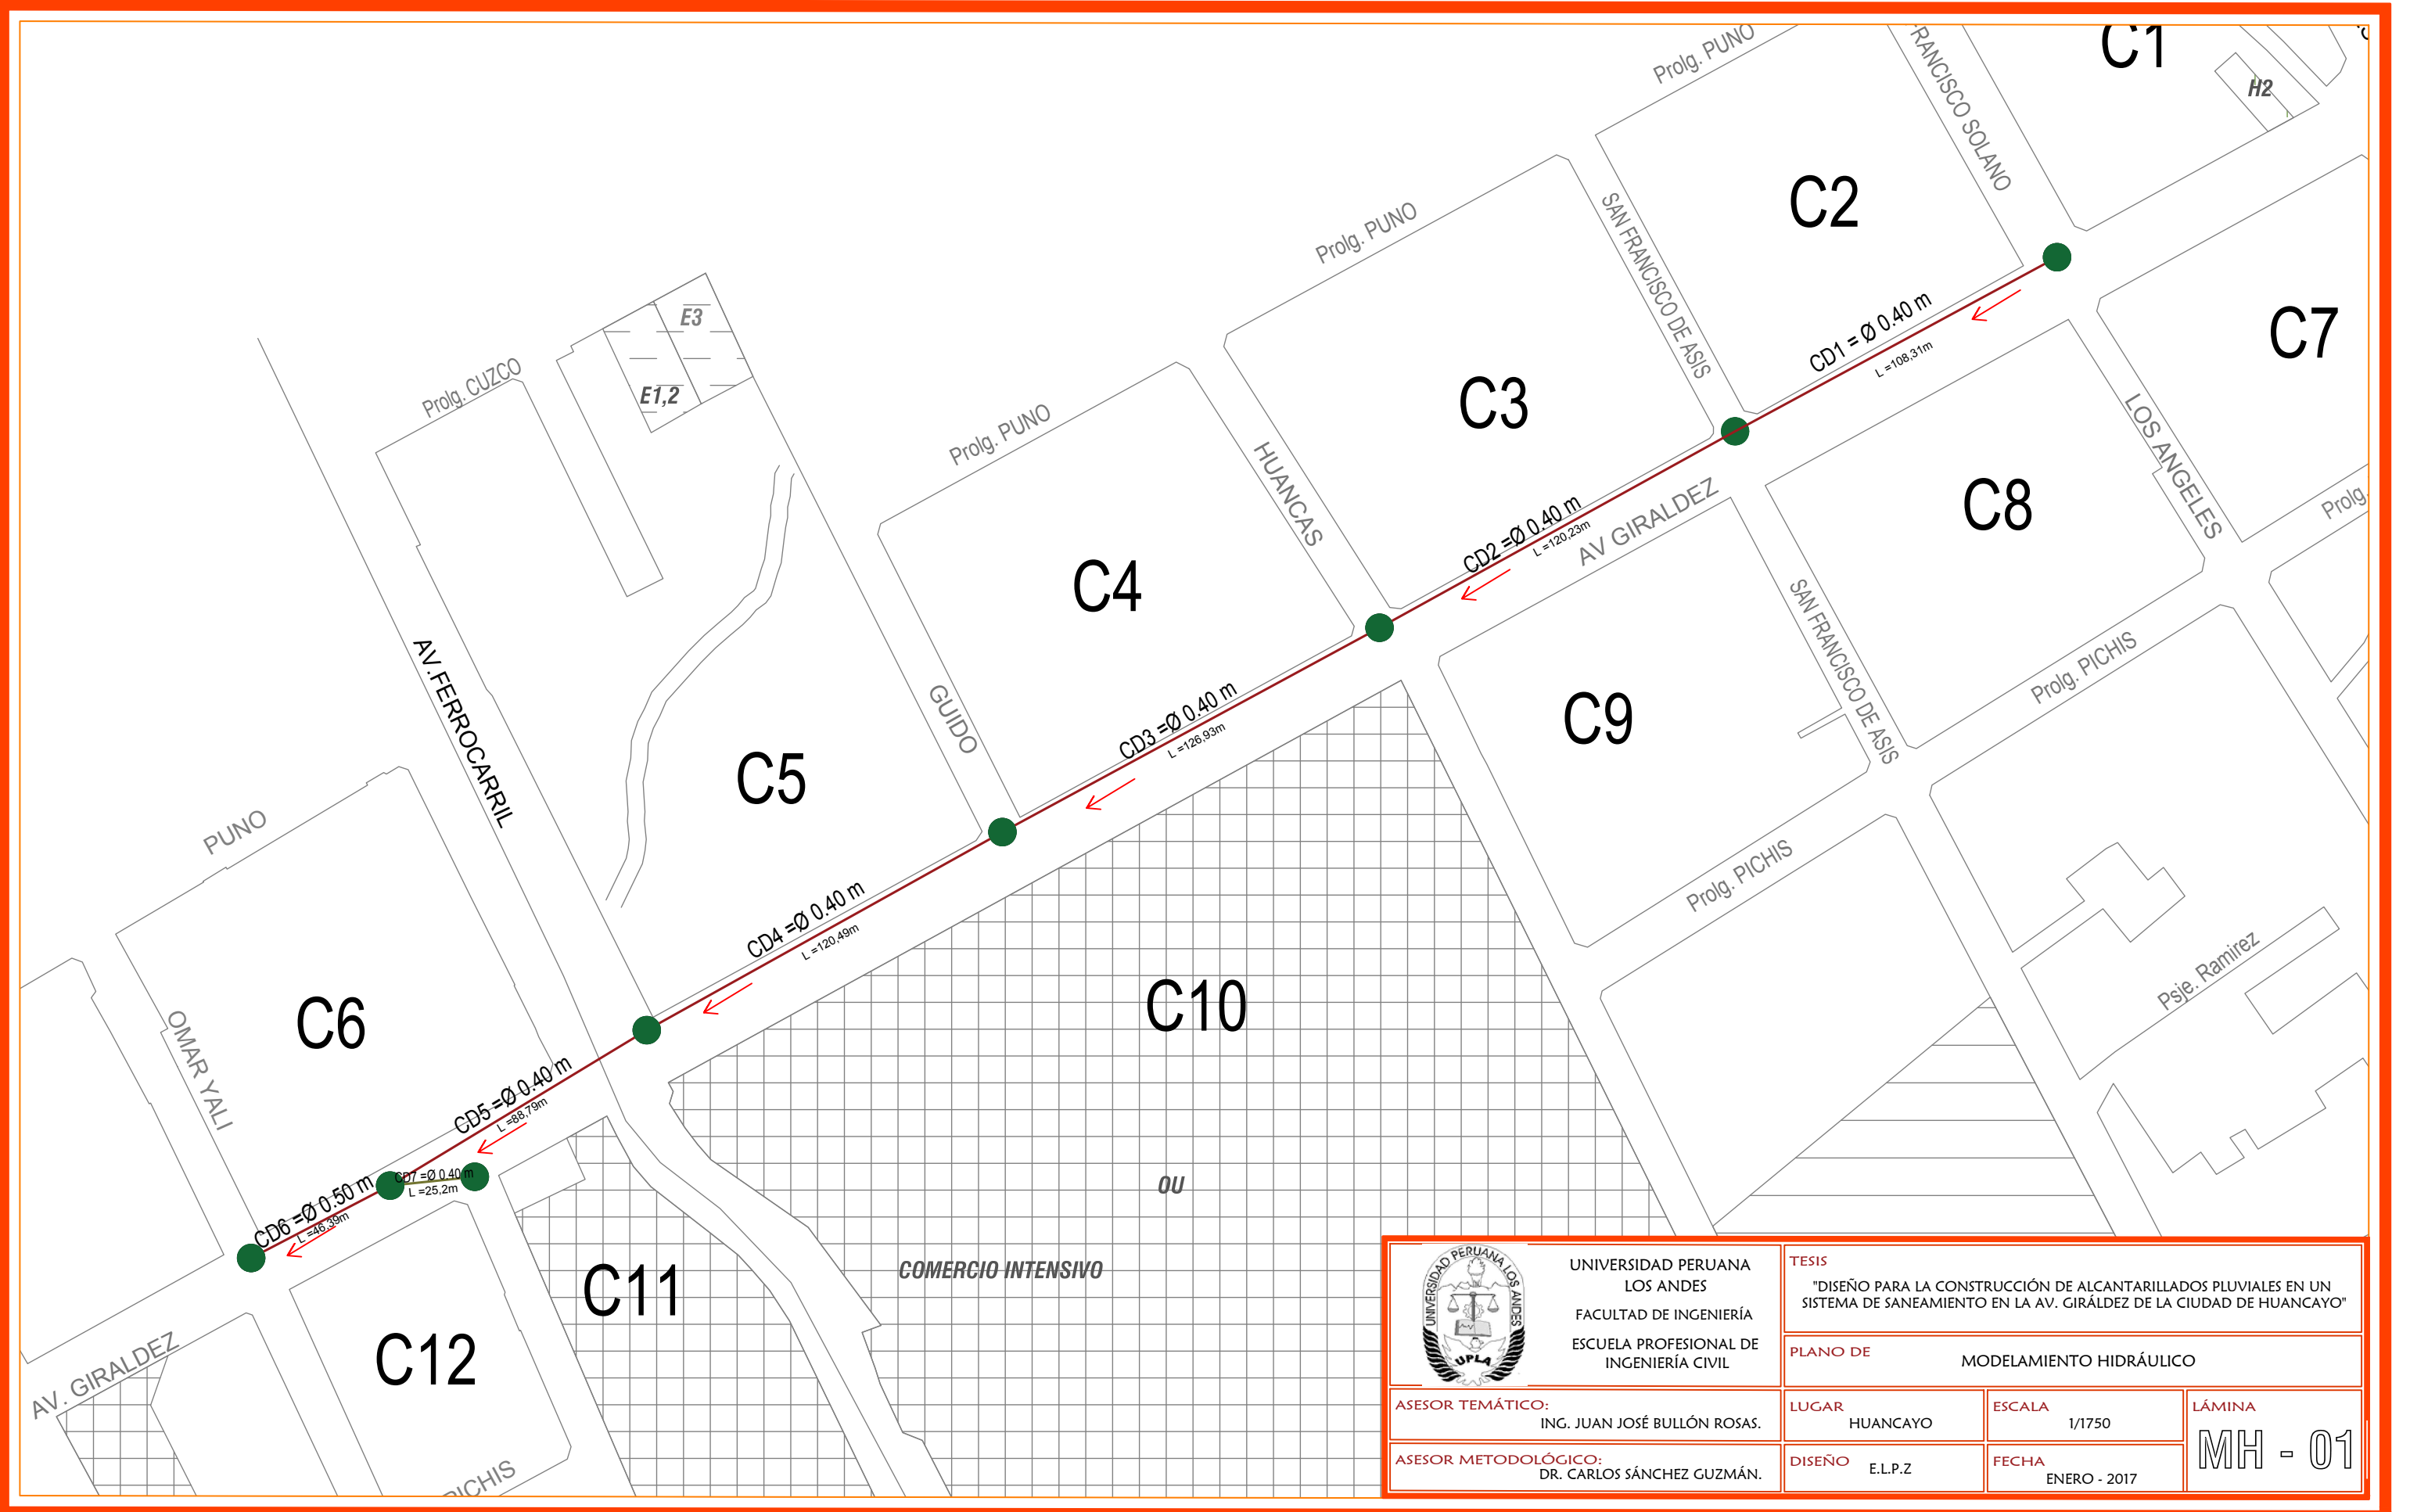 C1
H2
Prolg. PUNO
RANCISCO SOLANO
C2
Prolg. PUNO
SAN FRANCISCO DE ASIS
C7
CD1 = Ø 0.40 m
L =108,31m
E3
E1,2
Prolg. CUZCO
Prolg. PUNO
C3
HUANCAS
LOS ANGELES
C8
Prolg.
CD2 =Ø 0.40 m
L =120,23m
AV GIRALDEZ
C4
SAN FRANCISCO DE ASIS
Prolg. PICHIS
AV.FERROCARRIL
GUIDO
CD3 =Ø 0.40 m
L =126,93m
C9
C5
PUNO
Prolg. PICHIS
CD4 =Ø 0.40 m
L =120,49m
Psje. Ramirez
C10
C6
OMAR YALI
CD5 =Ø 0.40 m
L =88,79m
CD7 =Ø 0.40 m
L =25,2m
OU
CD6 =Ø 0.50 m
L =46,39m
COMERCIO INTENSIVO
C11
C12
AV. GIRALDEZ
PICHIS
UNIVERSIDAD PERUANA LOS ANDES
UPLA
UNIVERSIDAD PERUANA
LOS ANDES
FACULTAD DE INGENIERÍA
ESCUELA PROFESIONAL DE
INGENIERÍA CIVIL
TESIS
"DISEÑO PARA LA CONSTRUCCIÓN DE ALCANTARILLADOS PLUVIALES EN UN
SISTEMA DE SANEAMIENTO EN LA AV. GIRÁLDEZ DE LA CIUDAD DE HUANCAYO"
PLANO DE
MODELAMIENTO HIDRÁULICO
ASESOR TEMÁTICO:
ING. JUAN JOSÉ BULLÓN ROSAS.
LUGAR
HUANCAYO
ESCALA
1/1750
LÁMINA
MH - 01
ASESOR METODOLÓGICO:
DR. CARLOS SÁNCHEZ GUZMÁN.
DISEÑO
E.L.P.Z
FECHA
ENERO - 2017